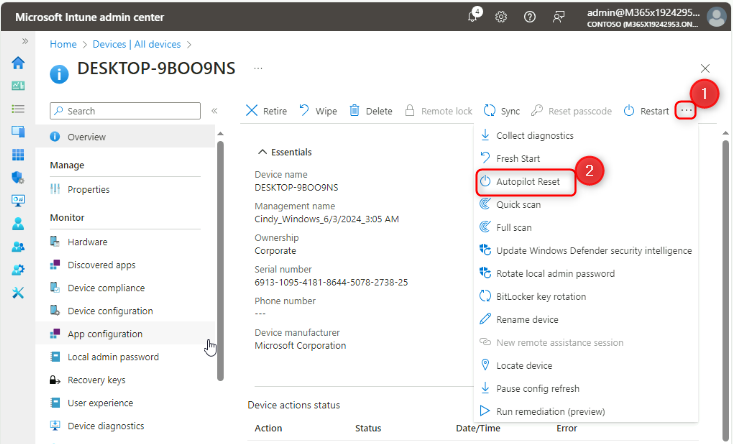 Microsoft Intune admin center
4
admin@M365x1924295...
CONTOSO (M365X19242953.ON...
Home > Devices | All devices >
DESKTOP-9BOO9NS ...
Search
Overview
Manage
Properties
Monitor
Hardware
Discovered apps
Device compliance
Device configuration
App configuration
Local admin password
Recovery keys
User experience
Device diagnostics
Retire Wipe Delete Remote lock Sync Reset passcode Restart ...
1
Essentials
Device name
DESKTOP-9BOO9NS
Management name
Cindy_Windows_6/3/2024_3:05 AM
Ownership
Corporate
Serial number
6913-1095-4181-8644-5078-2738-25
Phone number
---
Device manufacturer
Microsoft Corporation
Collect diagnostics
Fresh Start
Autopilot Reset
2
Quick scan
Full scan
Update Windows Defender security intelligence
Rotate local admin password
BitLocker key rotation
Rename device
New remote assistance session
Locate device
Pause config refresh
Run remediation (preview)
Device actions status
Action Status Date/Time Error